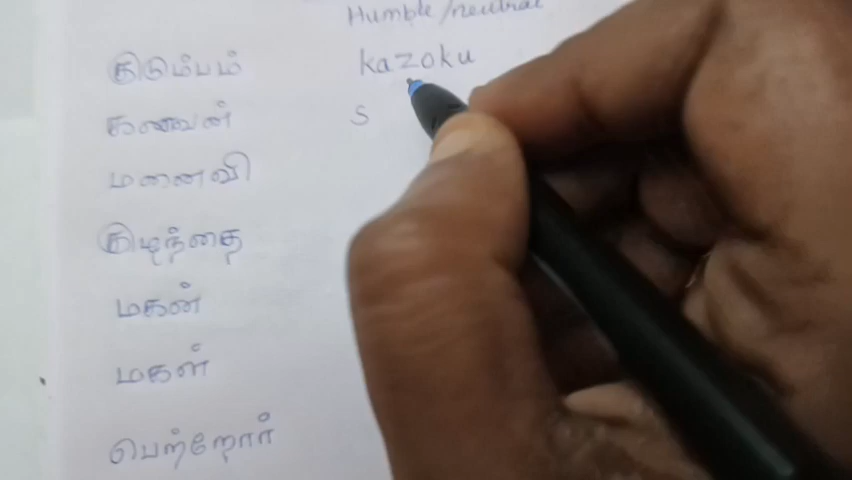 Humble/neutral
குடும்பம் kazoku
கணவன் s
மனைவி
குழந்தை
மகன்
மகள்
பெற்றோர்